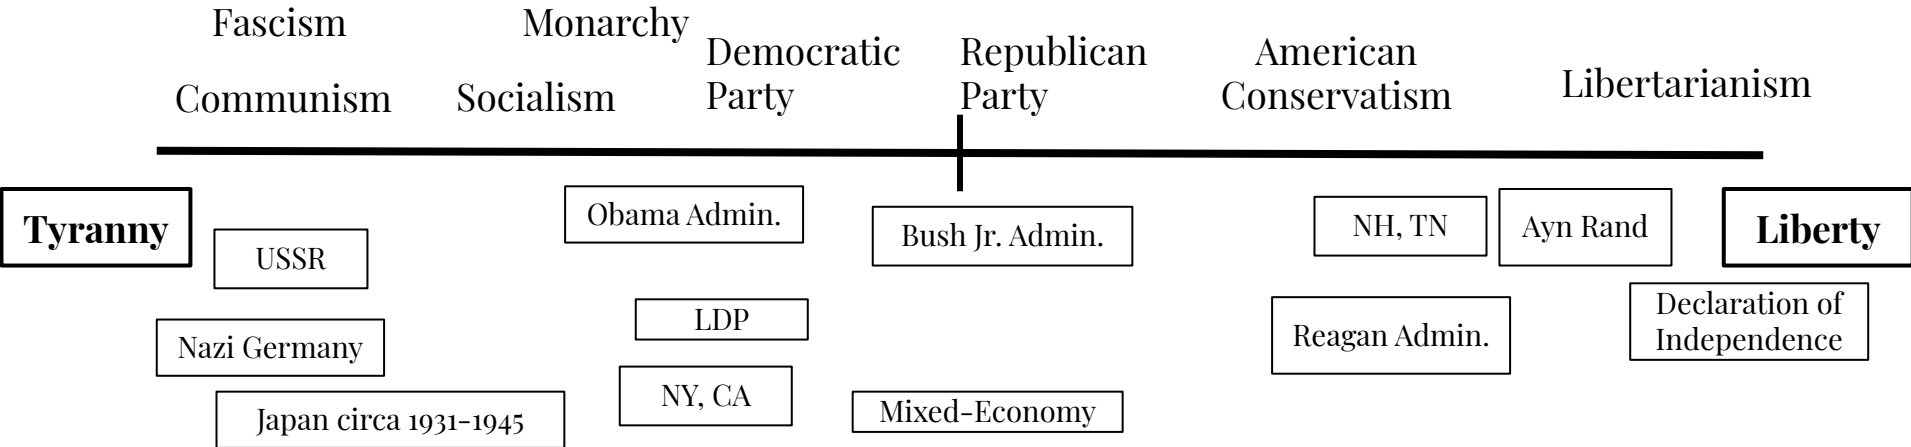 Fascism
Monarchy
Democratic
Party
Republican
Party
American
Conservatism
Communism
Socialism
Libertarianism
Tyranny
Obama Admin.
Bush Jr. Admin.
NH, TN
Ayn Rand
Liberty
USSR
LDP
Reagan Admin.
Declaration of
Independence
Nazi Germany
NY, CA
Mixed-Economy
Japan circa 1931-1945